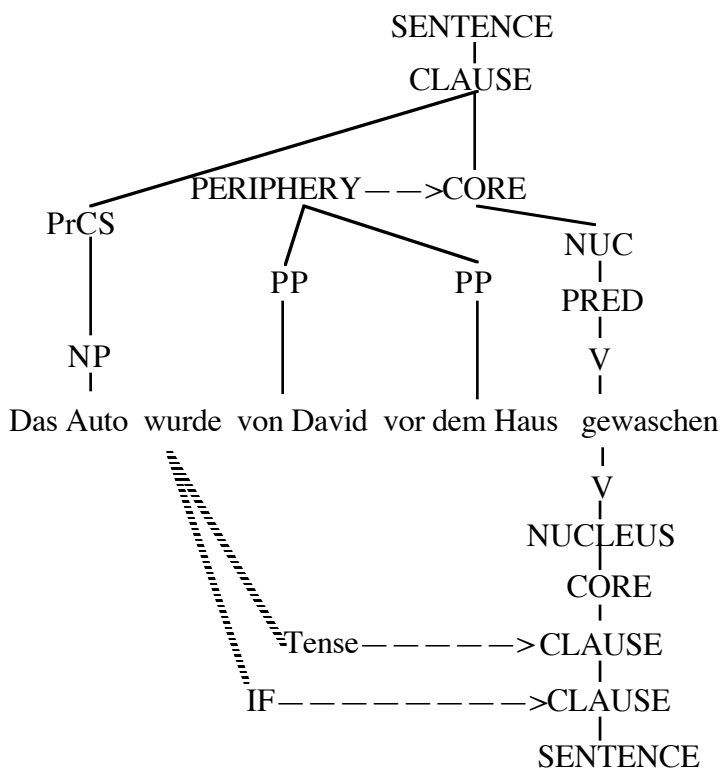 SENTENCE
CLAUSE
PERIPHERY — — > CORE
PrCS
NUC
PP PP
PRED
NP V
Das Auto wurde von David vor dem Haus gewaschen
V
NUCLEUS
CORE
Tense — — — — — > CLAUSE
IF — — — — — — — — > CLAUSE
SENTENCE